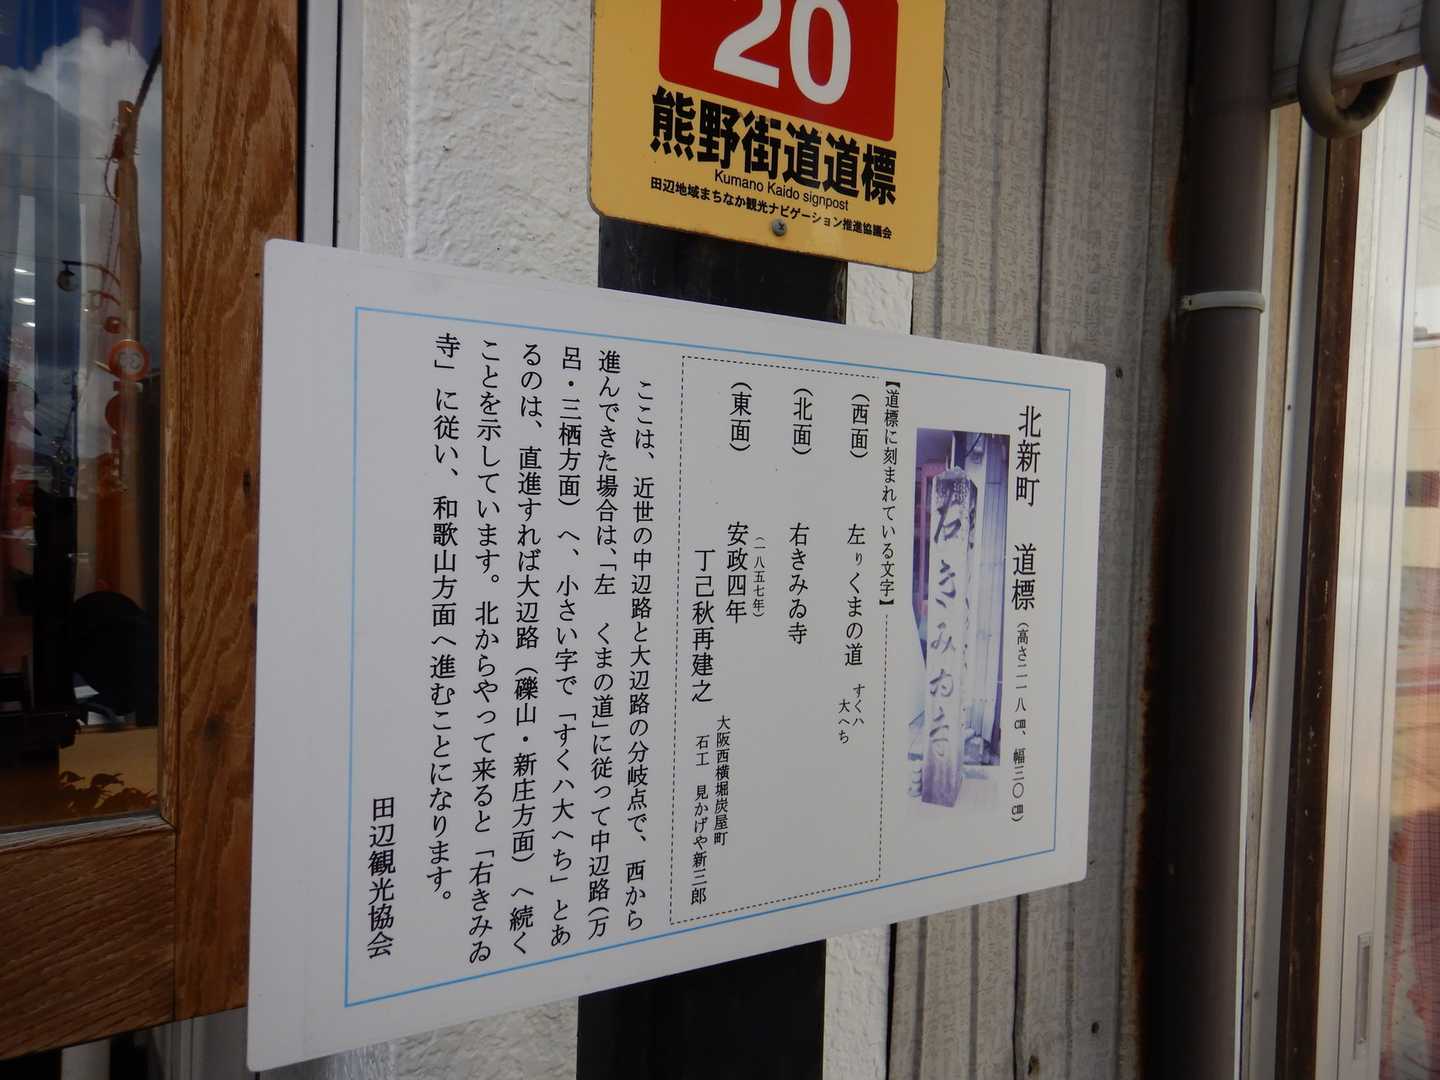 20
熊野街道道標
Kumano Kaido signpost
田辺地域まちなか観光ナビゲーション推進協議会
北新町 道標(高さ二一八㎝、幅三〇㎝)
右きみゐ寺
【道標に刻まれている文字】
(西面) 左りくまの道 すくハ
大へち
(北面) 右きみゐ寺
(一八五七年)
(東面) 安政四年 大阪西横堀炭屋町
丁己秋再建之 石工 見かげや新三郎
ここは、近世の中辺路と大辺路の分岐点で、西から
進んできた場合は、「左 くまの道」に従って中辺路(万
呂・三栖方面)へ、小さい字で「すくハ大へち」とあ
るのは、直進すれば大辺路(礫山・新庄方面)へ続く
ことを示しています。北からやって来ると「右きみゐ
寺」に従い、和歌山方面へ進むことになります。
田辺観光協会